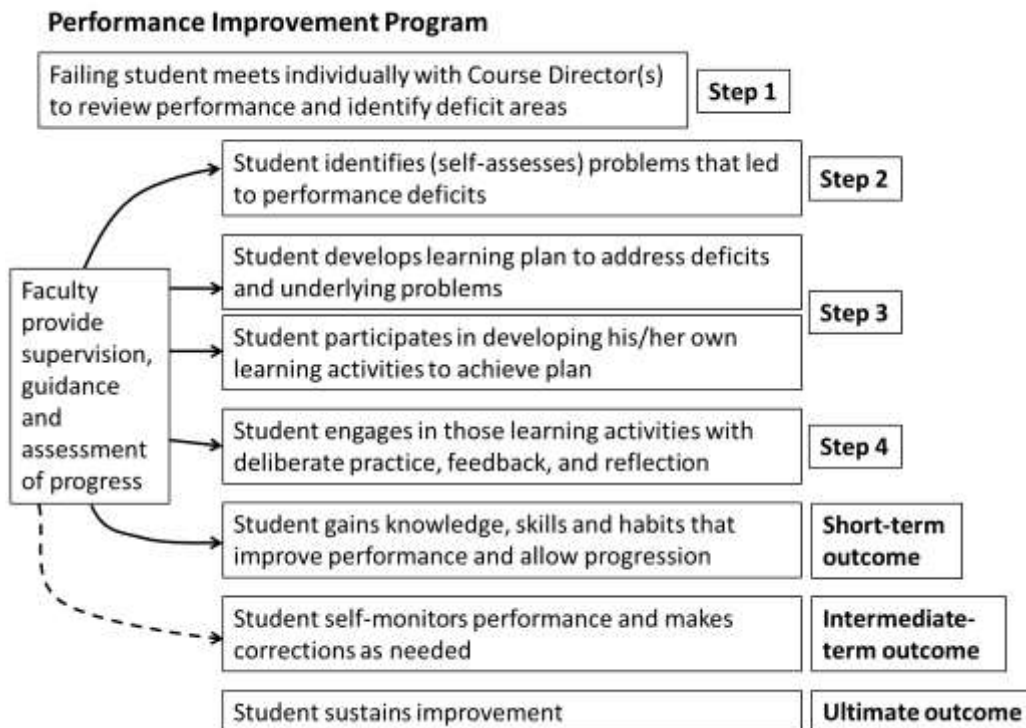 Performance Improvement Program
Failing student meets individually with Course Director(s)
to review performance and identify deficit areas
Step 1
Student identifies (self-assesses) problems that led
to performance deficits
Step 2
Faculty
provide
supervision,
guidance
and
assessment
of progress
Student develops learning plan to address deficits
and underlying problems
Step 3
Student participates in developing his/her own
learning activities to achieve plan
Student engages in those learning activities with
deliberate practice, feedback, and reflection
Step 4
Student gains knowledge, skills and habits that
improve performance and allow progression
Short-term
outcome
Student self-monitors performance and makes
corrections as needed
Intermediate-
term outcome
Student sustains improvement
Ultimate outcome